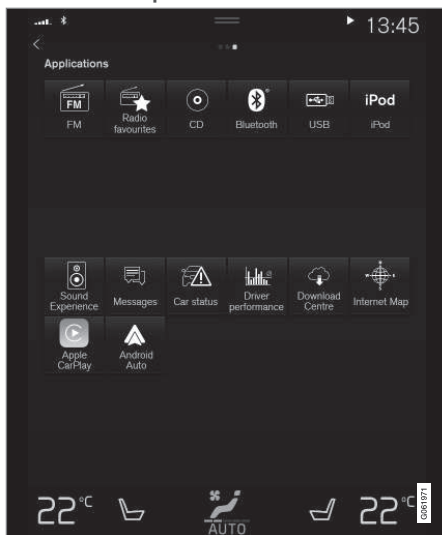 13:45
Applications
FM
FM
Radio
favourites
CD
Bluetooth
USB
iPod
iPod
Sound
Experience
Messages
Car status
Driver
performance
Download
Centre
Internet Map
Apple
CarPlay
Android
Auto
22°C
AUTO
22°C
G061971